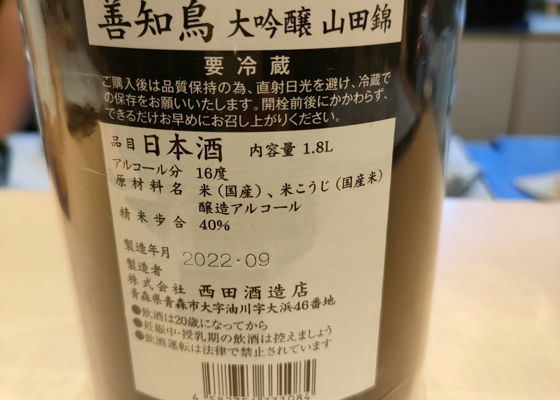 善知鳥 大吟醸 山田錦
要冷蔵
ご購入後は品質保持の為、直射日光を避け、冷蔵で
の保存をお願いいたします。開栓前後にかかわらず、
できるだけお早めにお召し上がりください。
品目 日本酒 内容量 1.8L
アルコール分 16度
原材料名 米(国産)、米こうじ(国産米)
醸造アルコール
精米歩合 40%
製造年月 2022・09
製造者
株式会社 西田酒造店
青森県青森市大字油川字大浜46番地
●飲酒は20歳になってから
●妊娠中・授乳期の飲酒は控えましょう
●飲酒運転は法律で禁止されています